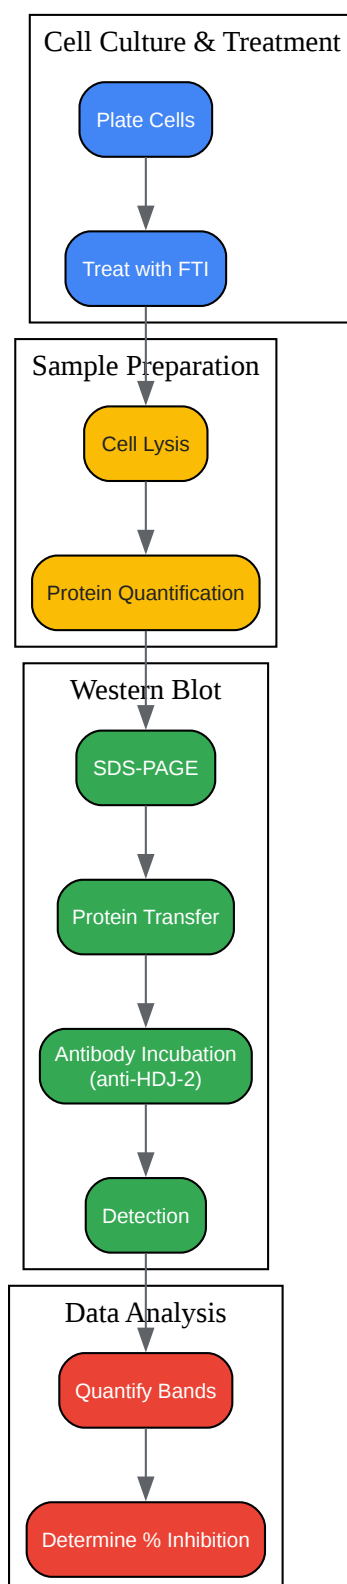 Cell Culture & Treatment
Plate Cells
Treat with FTI
Sample Preparation
Cell Lysis
Protein Quantification
Western Blot
SDS-PAGE
Protein Transfer
Antibody Incubation
(anti-HDJ-2)
Detection
Data Analysis
Quantify Bands
Determine % Inhibition